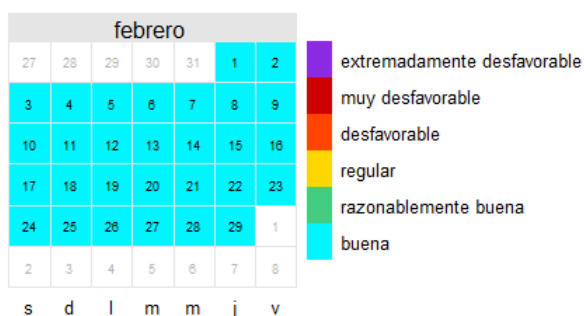 febrero
27 28 29 30 31 1 2
3 4 5 6 7 8 9
10 11 12 13 14 15 16
17 18 19 20 21 22 23
24 25 26 27 28 29 1
2 3 4 5 6 7 8
s d l m m j v
extremadamente desfavorable
muy desfavorable
desfavorable
regular
razonablemente buena
buena